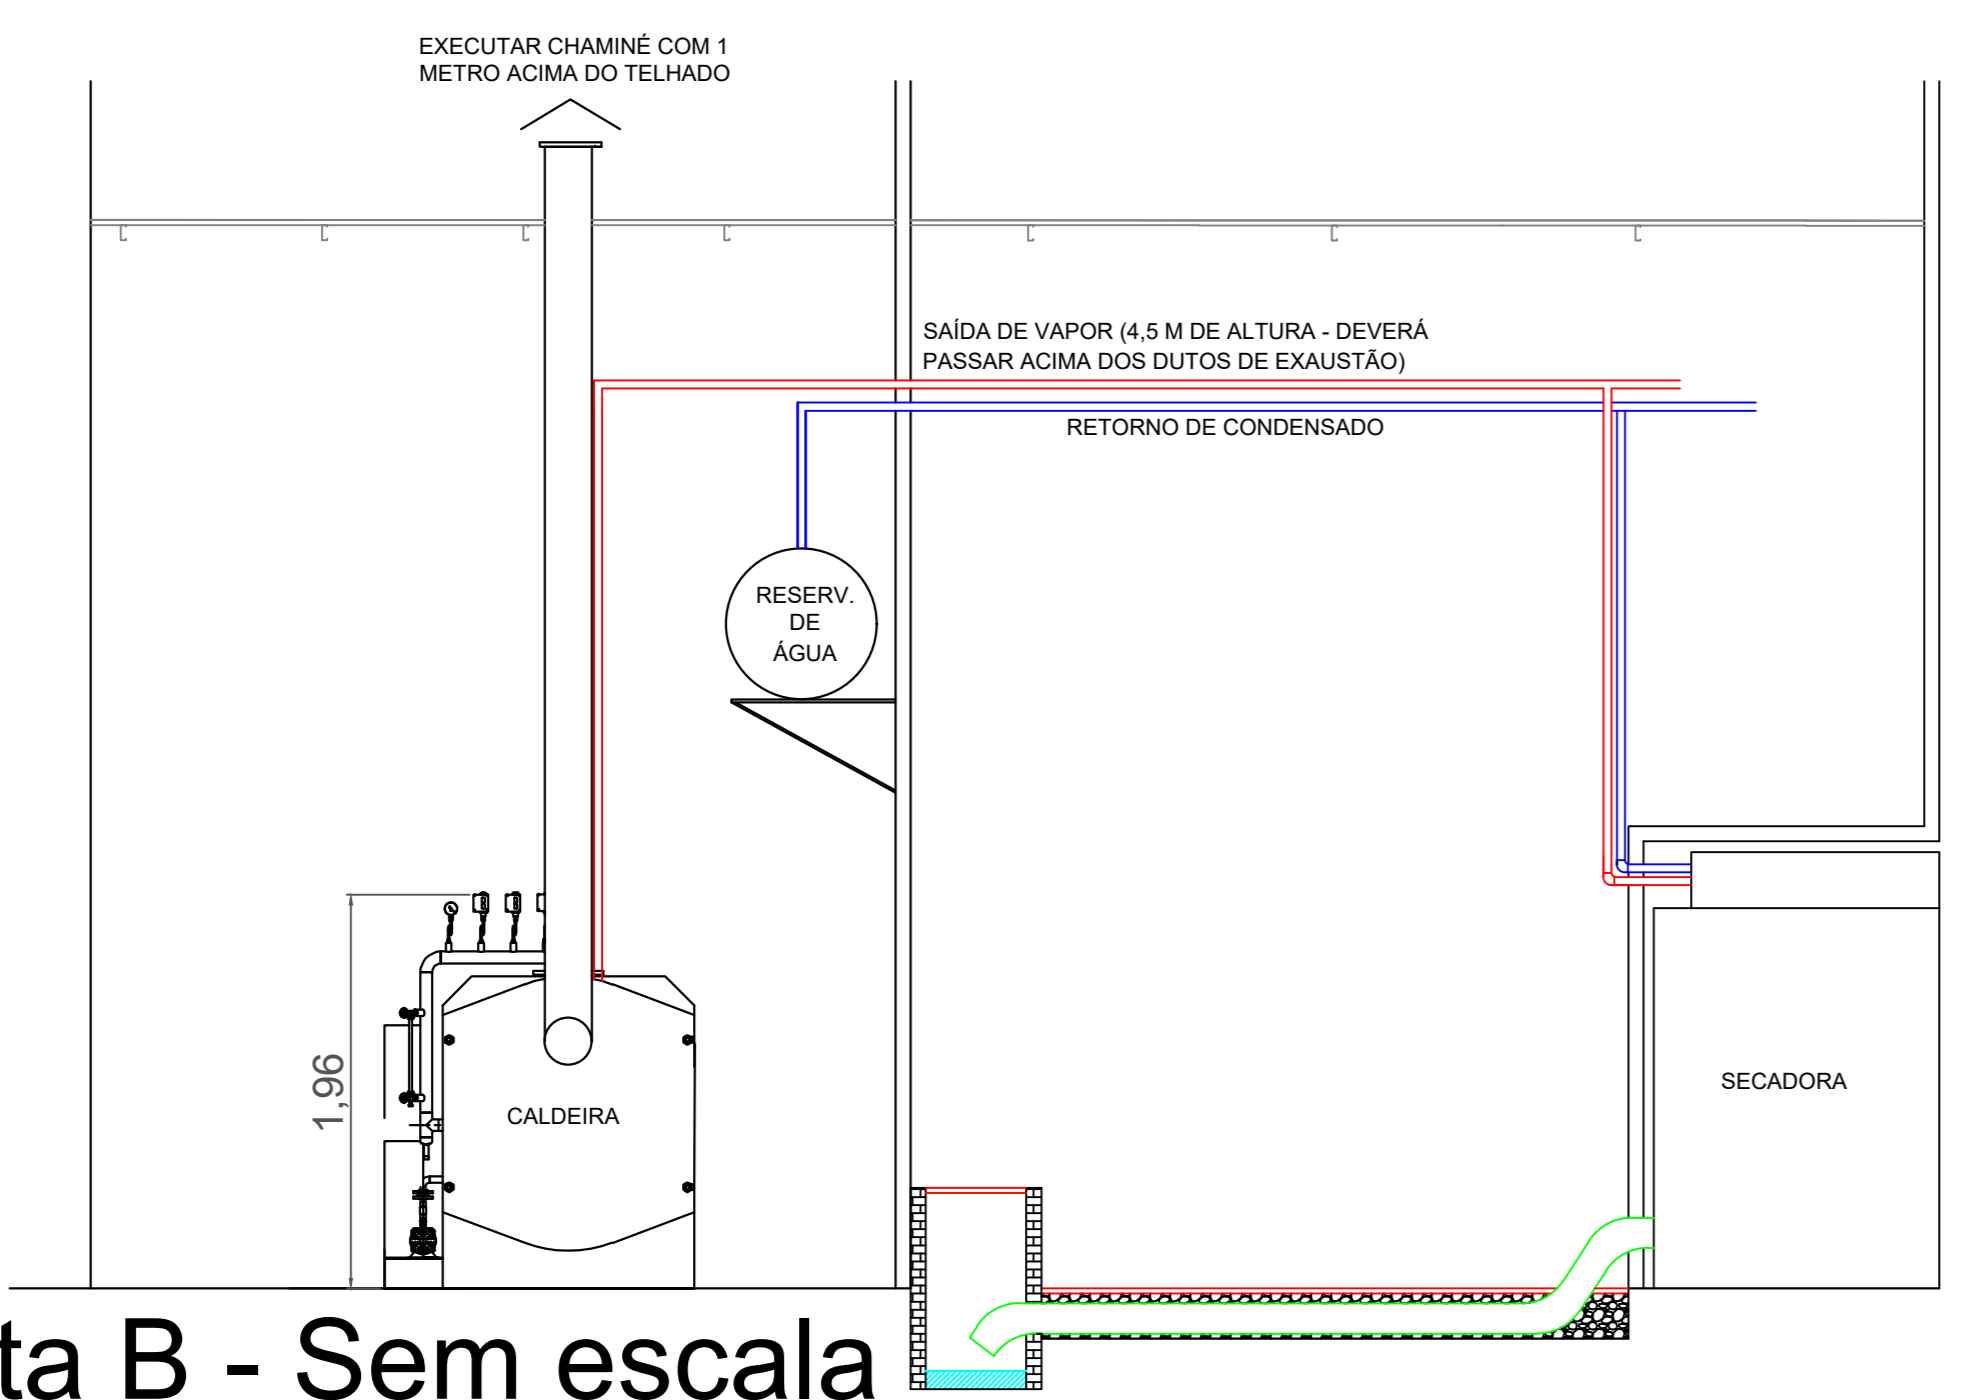 EXECUTAR CHAMINÉ COM 1
METRO ACIMA DO TELHADO
SAÍDA DE VAPOR (4,5 M DE ALTURA - DEVERÁ
PASSAR ACIMA DOS DUTOS DE EXAUSTÃO)
RETORNO DE CONDENSADO
RESERV.
DE
ÁGUA
1,96
CALDEIRA
SECADORA
ta B - Sem escala